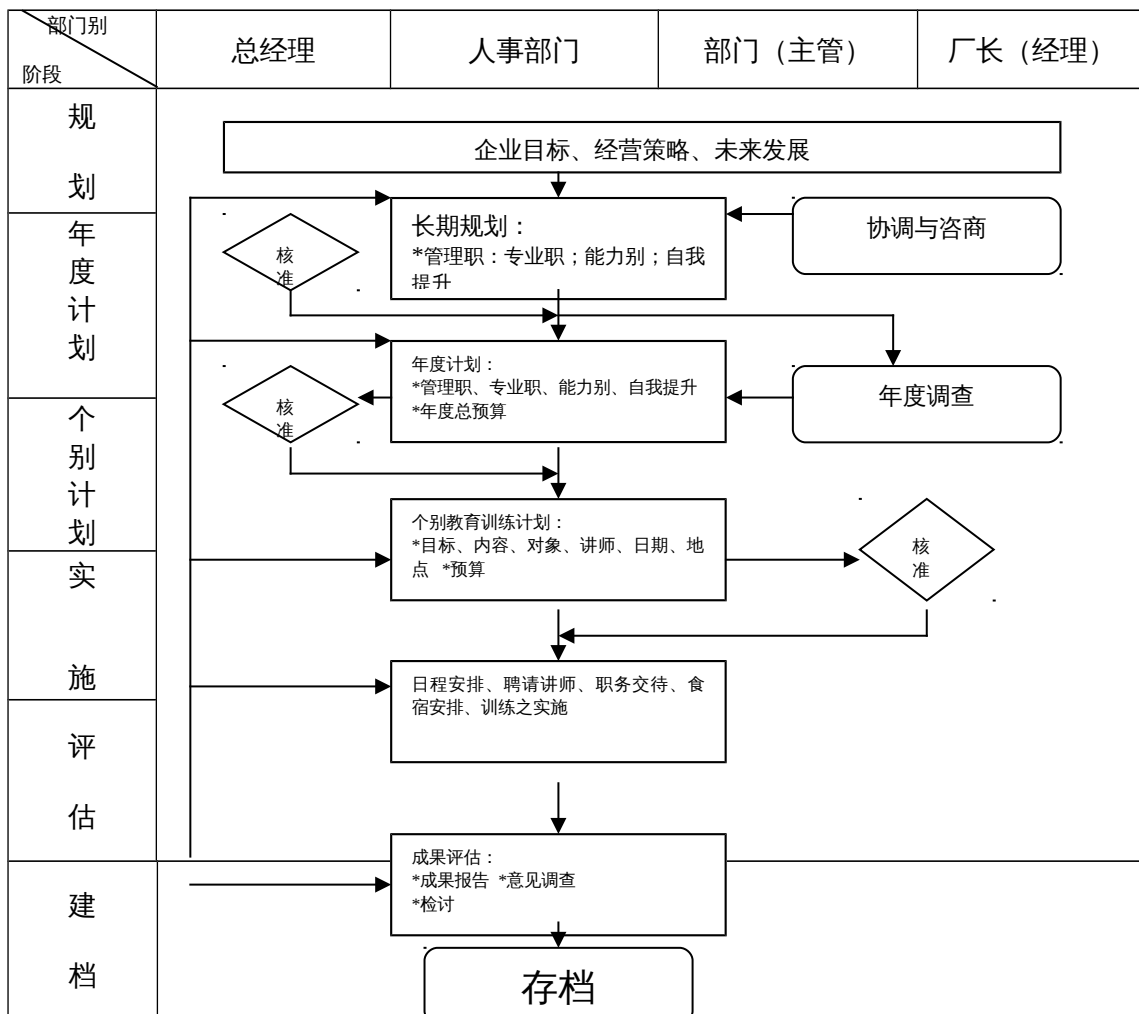 部门别
阶段
总经理
人事部门
部门（主管）
厂长（经理）
规
划
企业目标、经营策略、未来发展
年
度
计
划
核
准
长期规划：
*管理职：专业职；能力别；自我
提升
协调与咨商
核
准
年度计划：
*管理职、专业职、能力别、自我提升
*年度总预算
年度调查
个
别
计
划
个别教育训练计划：
*目标、内容、对象、讲师、日期、地
点 *预算
核
准
实
施
日程安排、聘请讲师、职务交待、食
宿安排、训练之实施
评
估
成果评估：
*成果报告 *意见调查
*检讨
建
档
存档